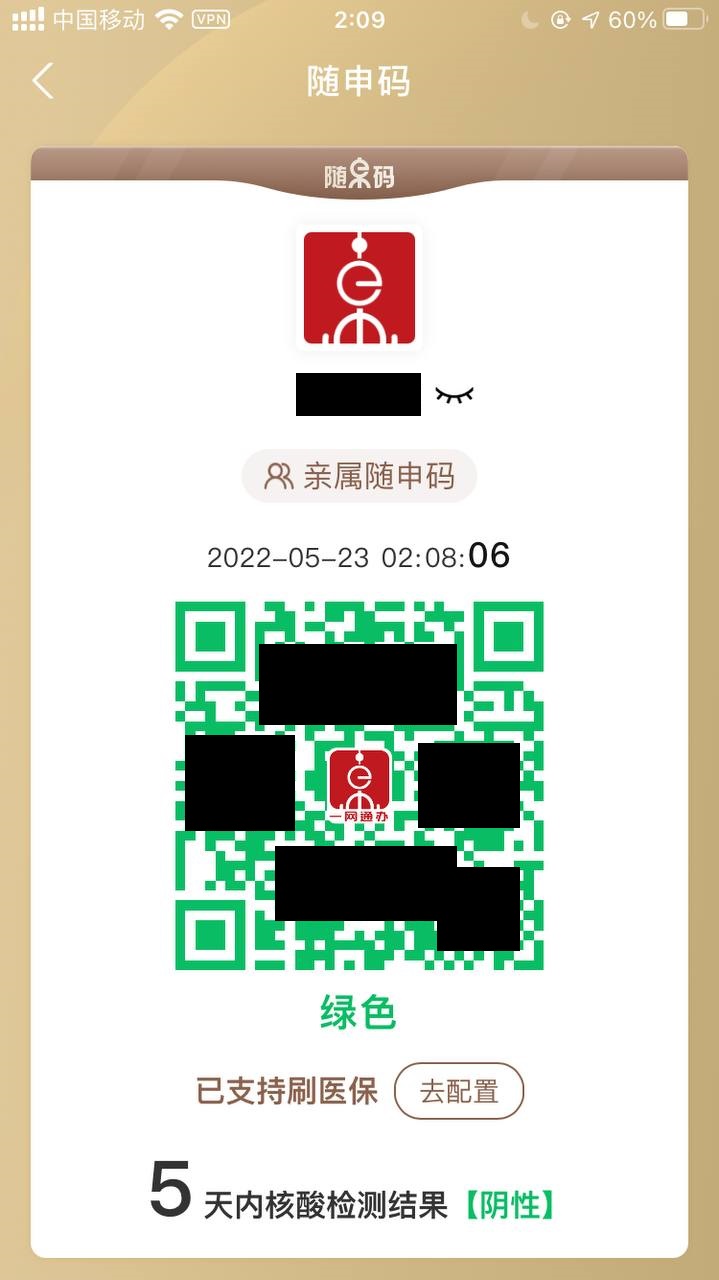 中国移动 VPN 2:09 60%
随申码
随申码
亲属随申码
2022-05-23 02:08:06
一网通办
绿色
已支持刷医保 去配置
5 天内核酸检测结果【阴性】